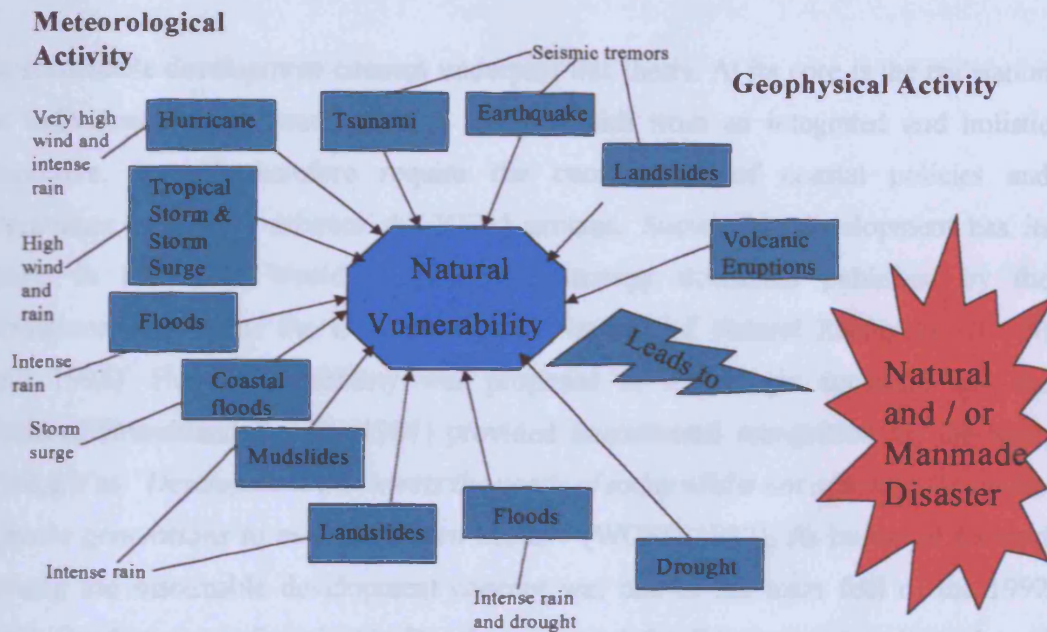 Meteorological
Activity
Seismic tremors
Geophysical Activity
Very high
wind and
intense
rain
Hurricane
Tsunami
Earthquake
Landslides
Tropical
Storm &
Storm
Surge
High
wind
and
rain
Natural
Vulnerability
Volcanic
Eruptions
Floods
Intense
rain
Leads to
Coastal
floods
Natural
and / or
Manmade
Disaster
Storm
surge
Mudslides
Landslides
Floods
Drought
Intense rain
Intense rain
and drought